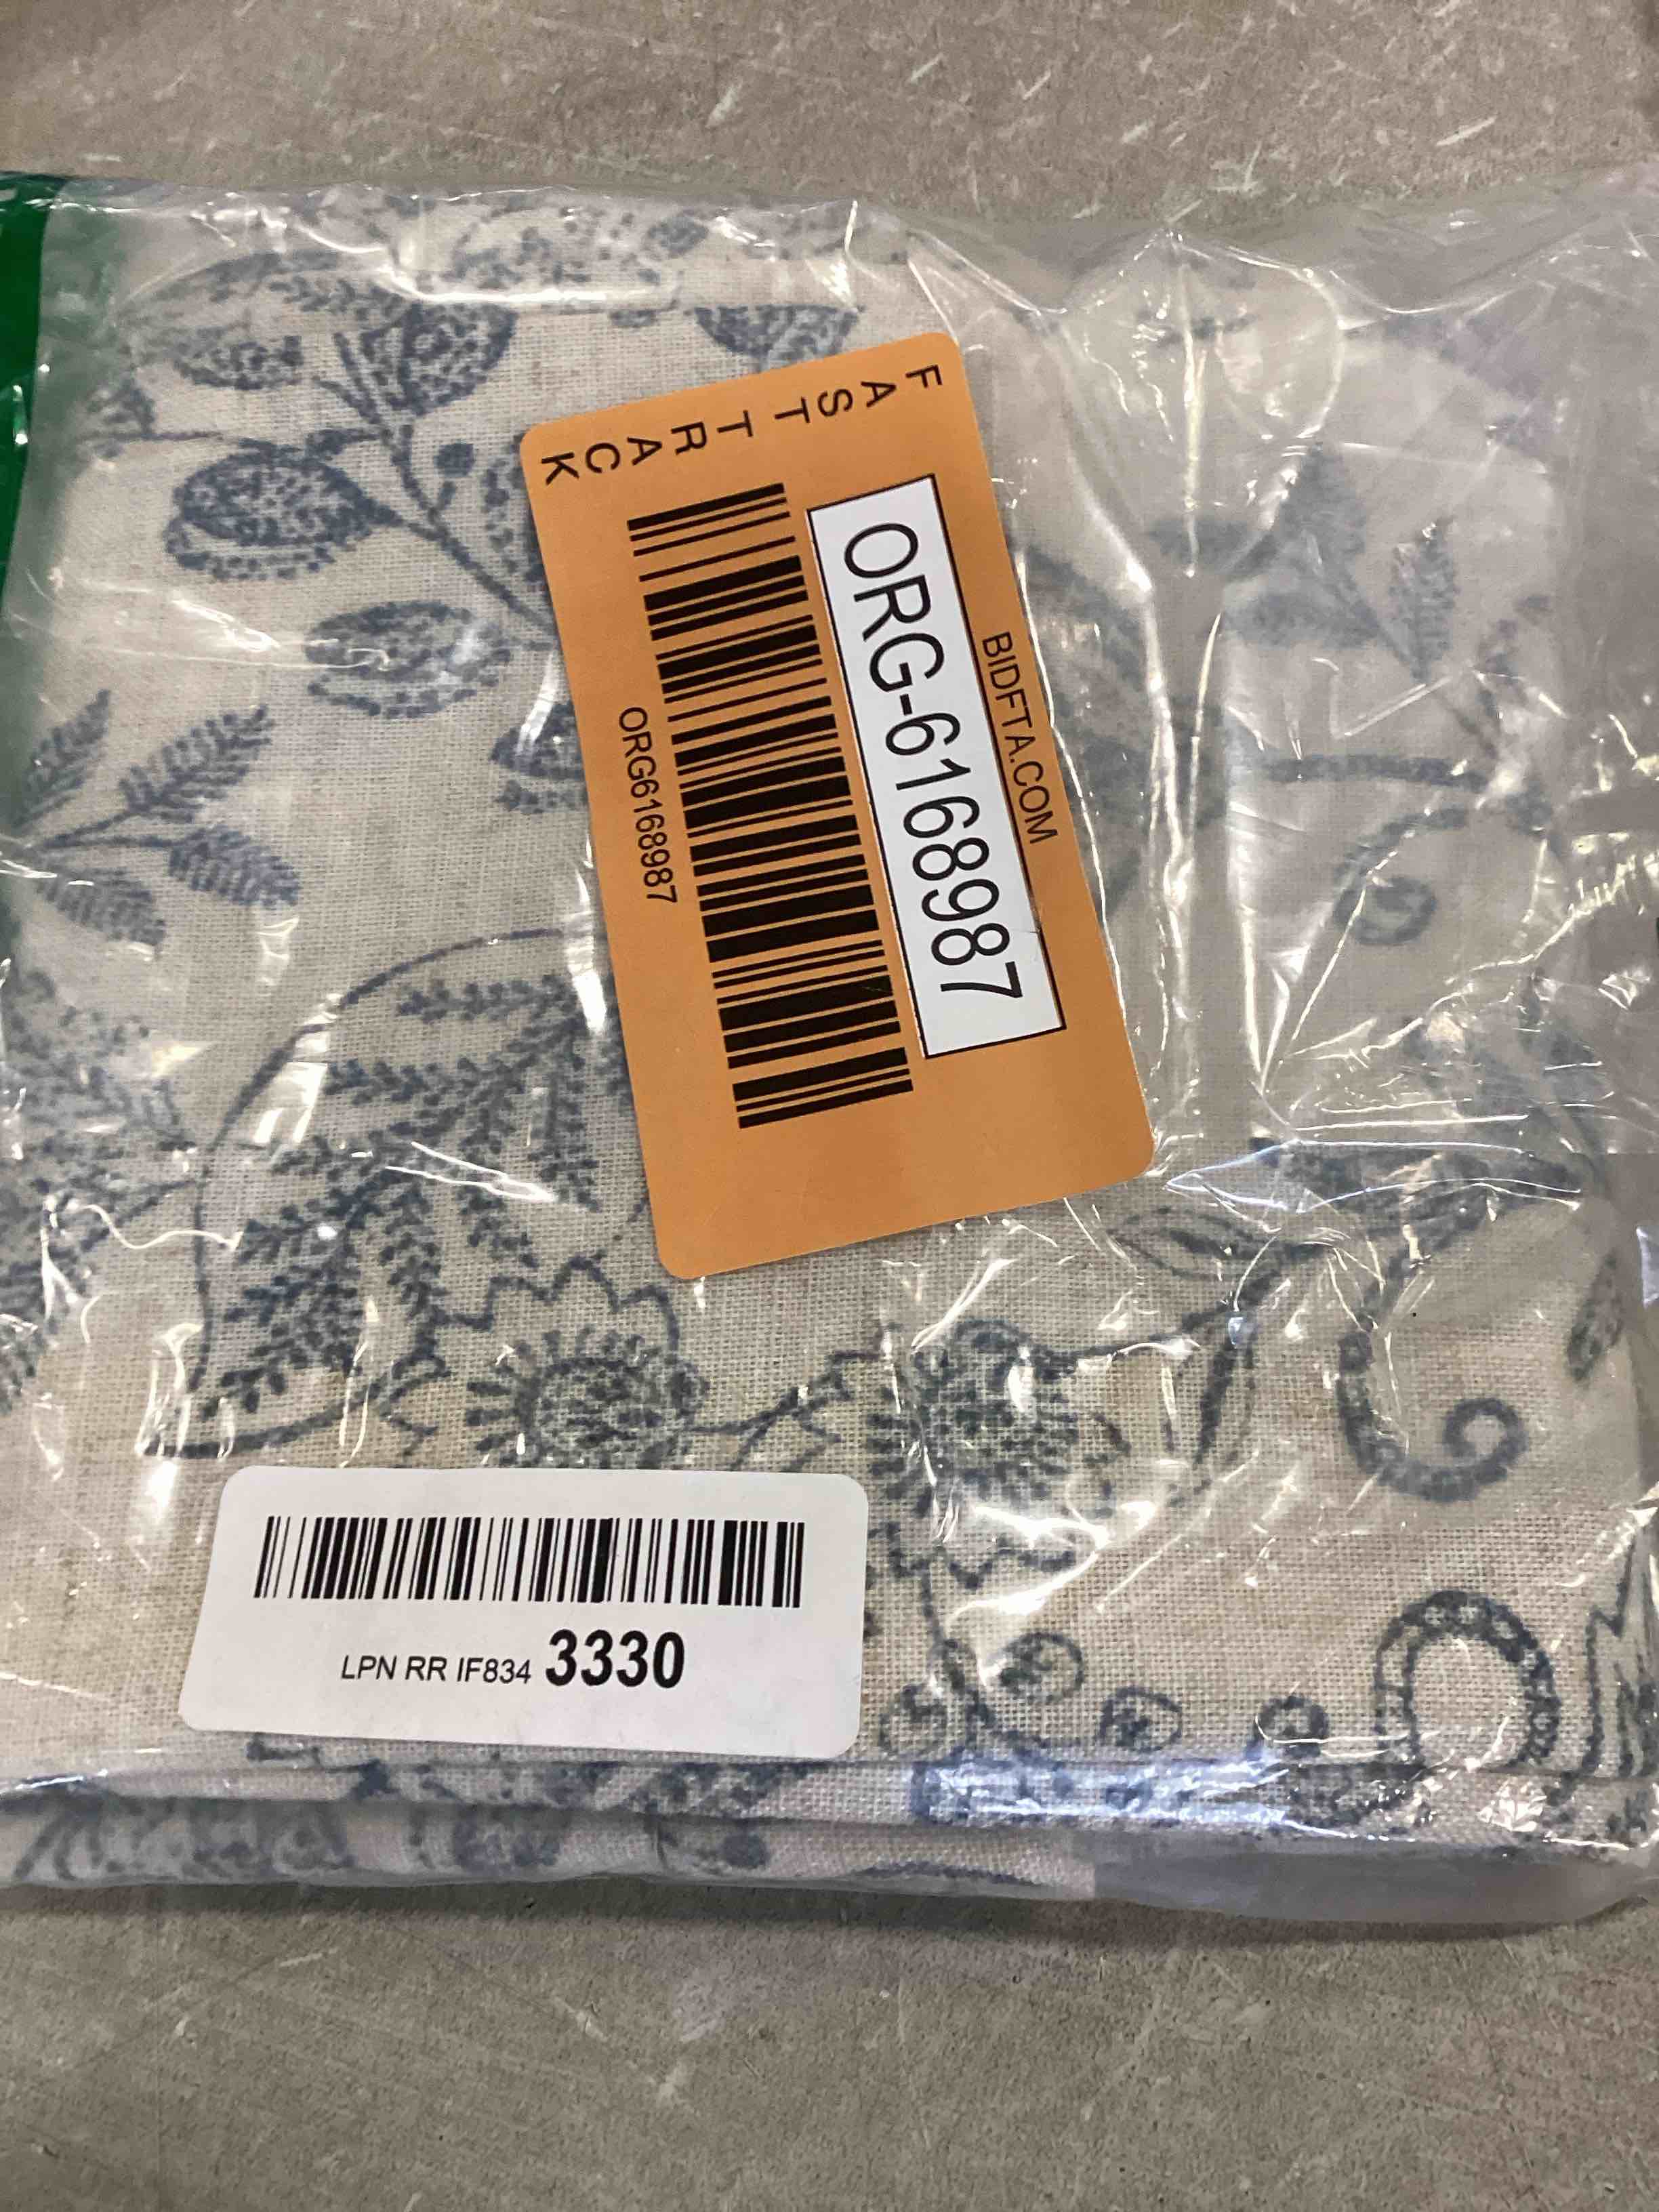 FAST TRACK
BIDFTA.COM
ORG-6168987
ORG6168987
LPN RR IF834 3330